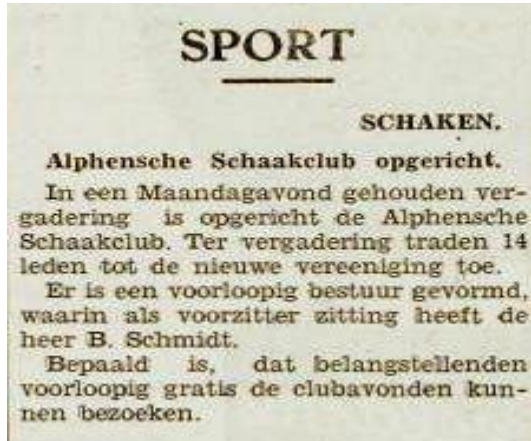 SPORT
SCHAKEN.
Alphensche Schaakclub opgericht.
In een Maandagavond gehouden ver-
gadering is opgericht de Alphensche
Schaakclub. Ter vergadering traden 14
leden tot de nieuwe vereeniging toe.
Er is een voorloopig bestuur gevormd,
waarin als voorzitter zitting heeft de
heer B. Schmidt.
Bepaald is, dat belangstellenden
voorloopig gratis de clubavonden kun-
nen bezoeken.